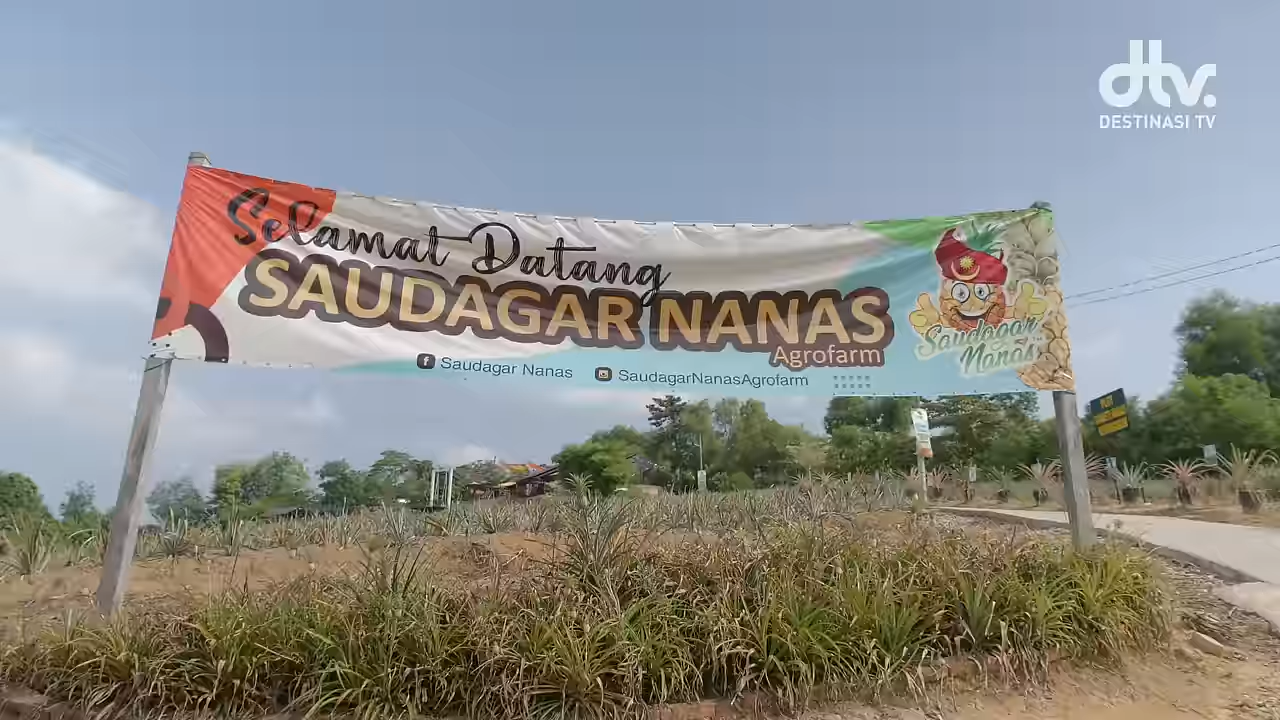 dtv.
DESTINASI TV
Selamat Datang
SAUDAGAR NANAS
Agrofarm
Saudagar Nanas
SaudagarNanasAgrofarm
Saudagar
Nanas